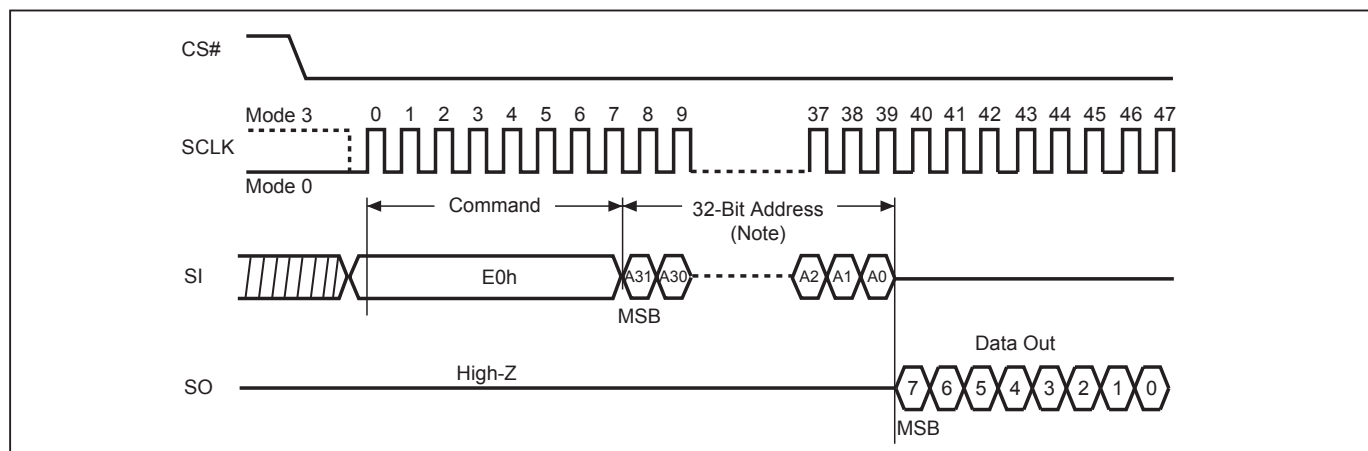 CS#
Mode 3
0 1 2 3 4 5 6 7 8 9 37 38 39 40 41 42 43 44 45 46 47
SCLK
Mode 0
Command
32-Bit Address
(Note)
SI
E0h
A31 A30
A2 A1 A0
MSB
Data Out
High-Z
SO
7 6 5 4 3 2 1 0
MSB